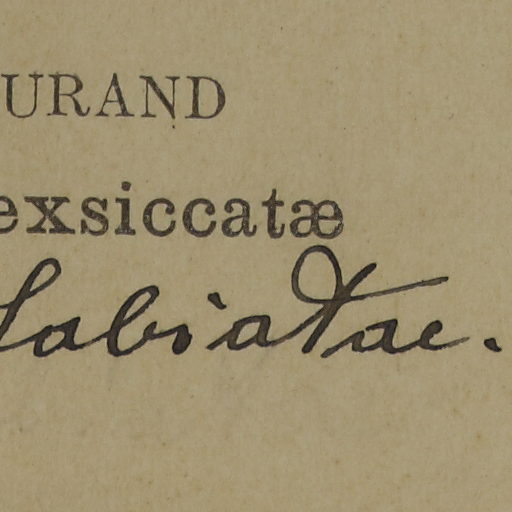 URAND
exsiccatæ
Labiatae.